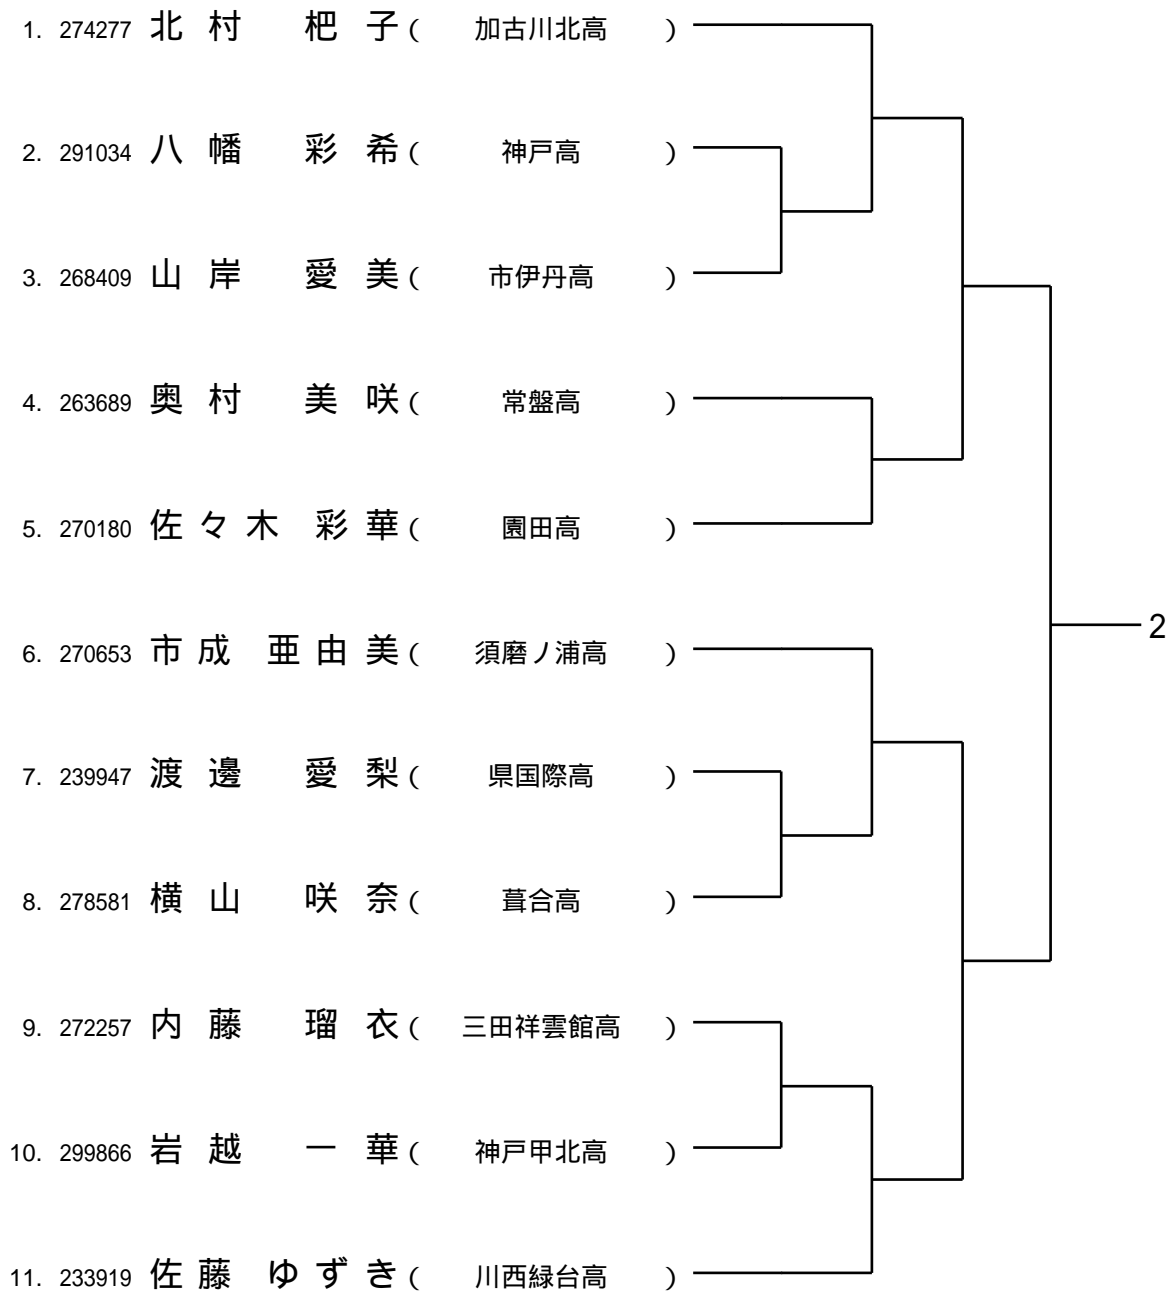 1. 274277 北村 杷子( 加古川北高 )
2. 291034 八幡 彩希( 神戸高 )
3. 268409 山岸 愛美( 市伊丹高 )
4. 263689 奥村 美咲( 常盤高 )
5. 270180 佐々木 彩華( 園田高 )
6. 270653 市成 亜由美( 須磨ノ浦高 )
2
7. 239947 渡邊 愛梨( 県国際高 )
8. 278581 横山 咲奈( 葺合高 )
9. 272257 内藤 瑠衣( 三田祥雲館高 )
10. 299866 岩越 一華( 神戸甲北高 )
11. 233919 佐藤 ゆずき( 川西緑台高 )